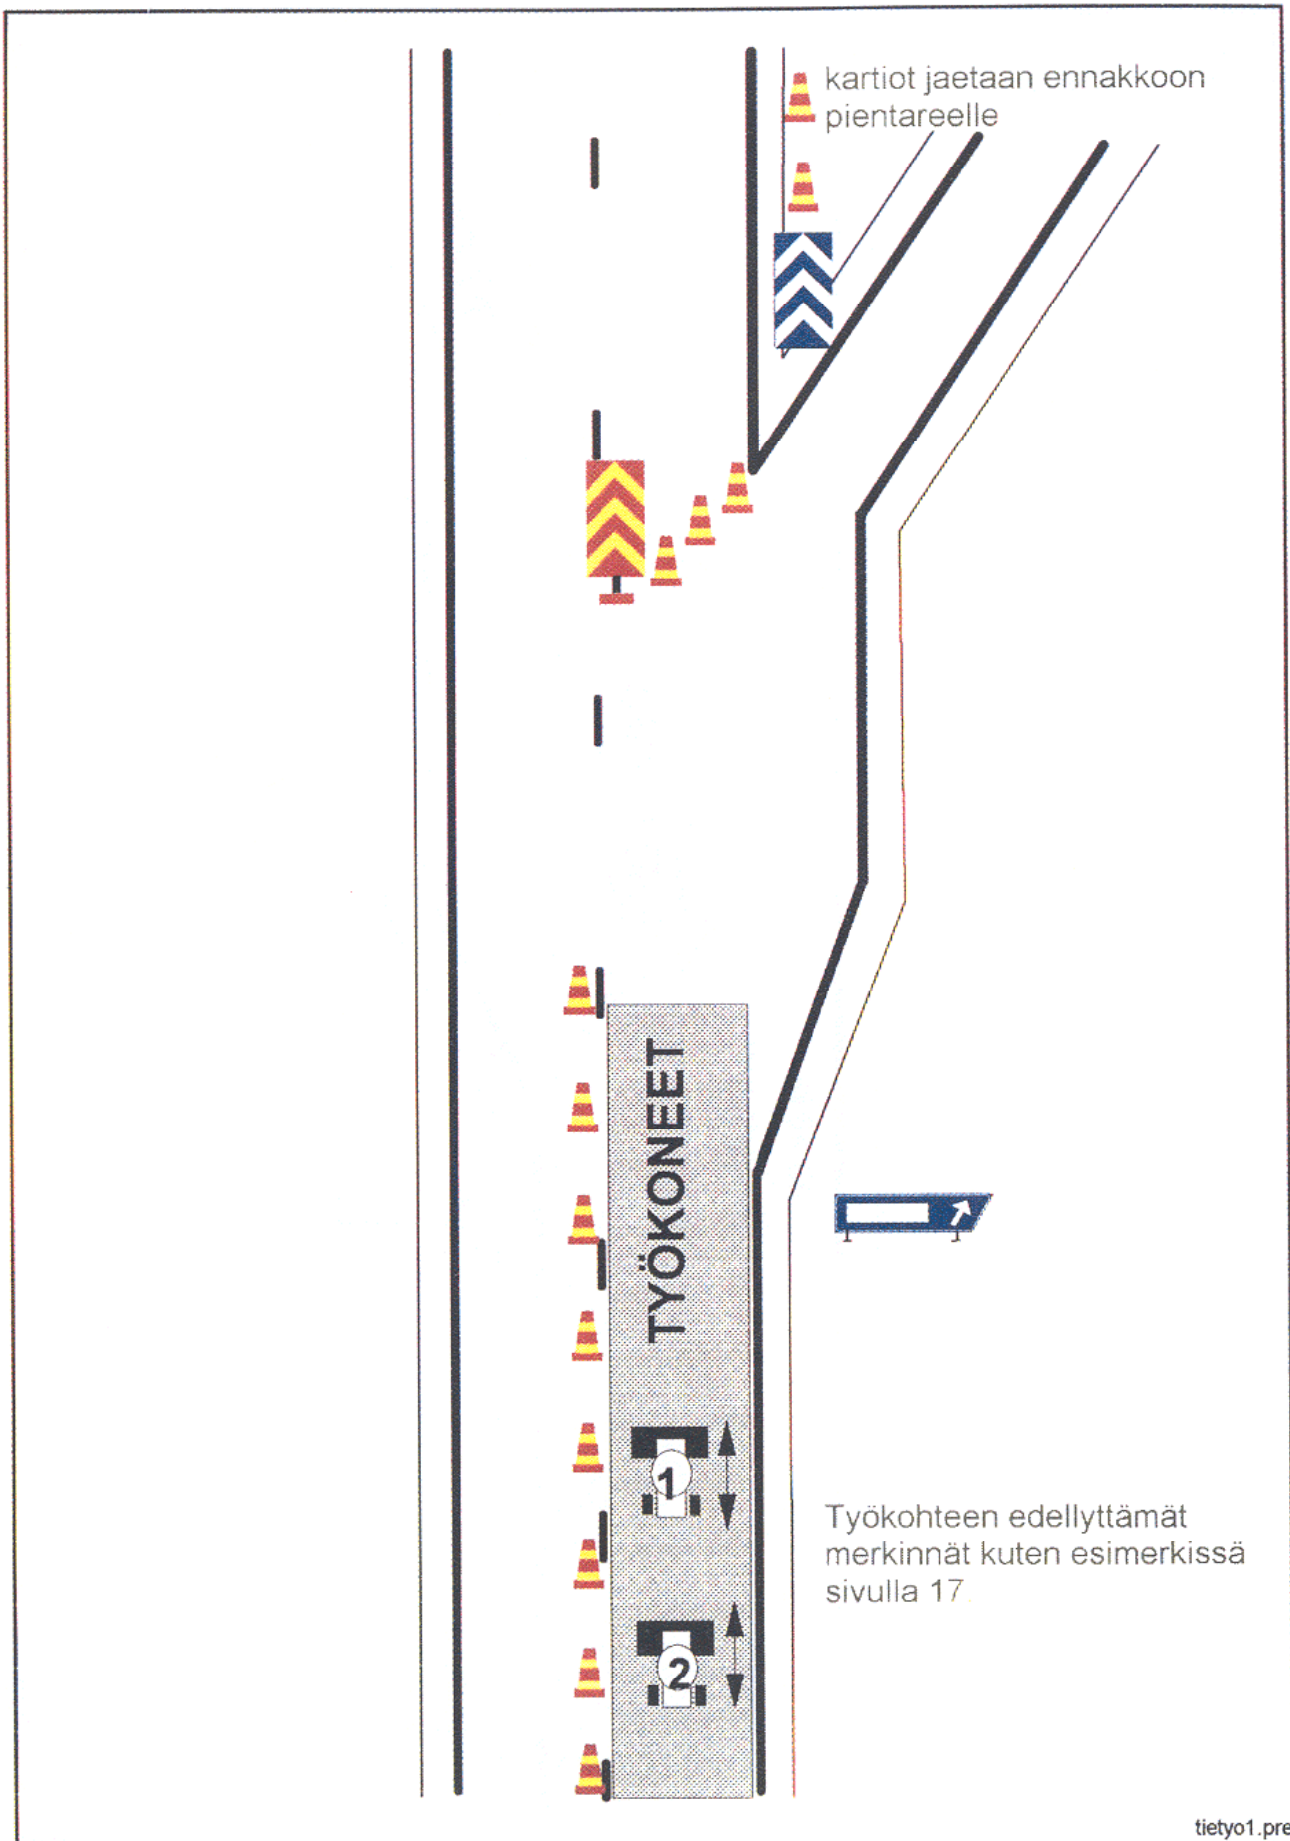 kartiot jaetaan ennakkoon
pientareelle
TYÖKONEET
1
Työkohteen edellyttämät
merkinnät kuten esimerkissä
sivulla 17
2
tietyo1.pre